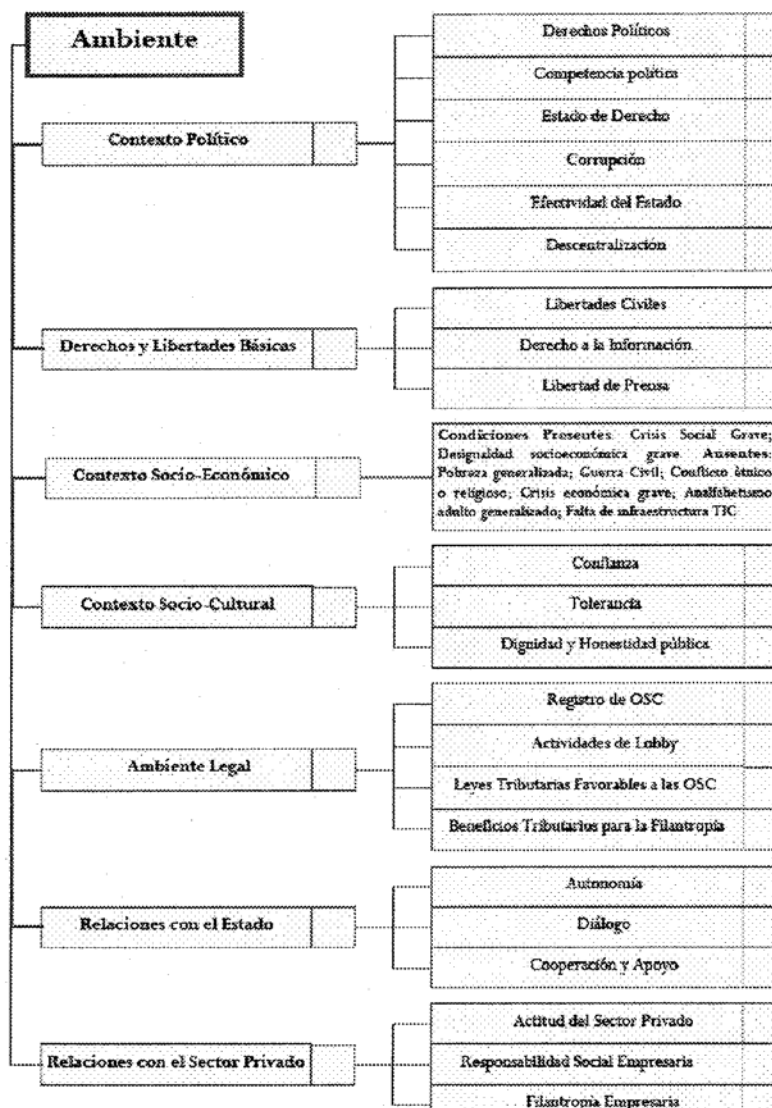 Ambiente
Contexto Político
Derechos Políticos
Competencia política
Estado de Derecho
Corrupción
Efectividad del Estado
Descentralización
Derechos y Libertades Básicas
Libertades Civiles
Derecho a la Información
Libertad de Prensa
Contexto Socio-Económico
Condiciones Presentes: Crisis Social Grave;
Desigualdad socioeconómica grave. Ausentes:
Pobreza generalizada; Guerra Civil; Conflicto étnico
o religioso; Crisis económica grave; Analfabetismo
adulto generalizado; Falta de infraestructura TIC
Contexto Socio-Cultural
Confianza
Tolerancia
Dignidad y Honestidad pública
Ambiente Legal
Registro de OSC
Actividades de Lobby
Leyes Tributarias Favorables a las OSC
Beneficios Tributarios para la Filantropía
Relaciones con el Estado
Autonomía
Diálogo
Cooperación y Apoyo
Relaciones con el Sector Privado
Actitud del Sector Privado
Responsabilidad Social Empresaria
Filantropía Empresaria